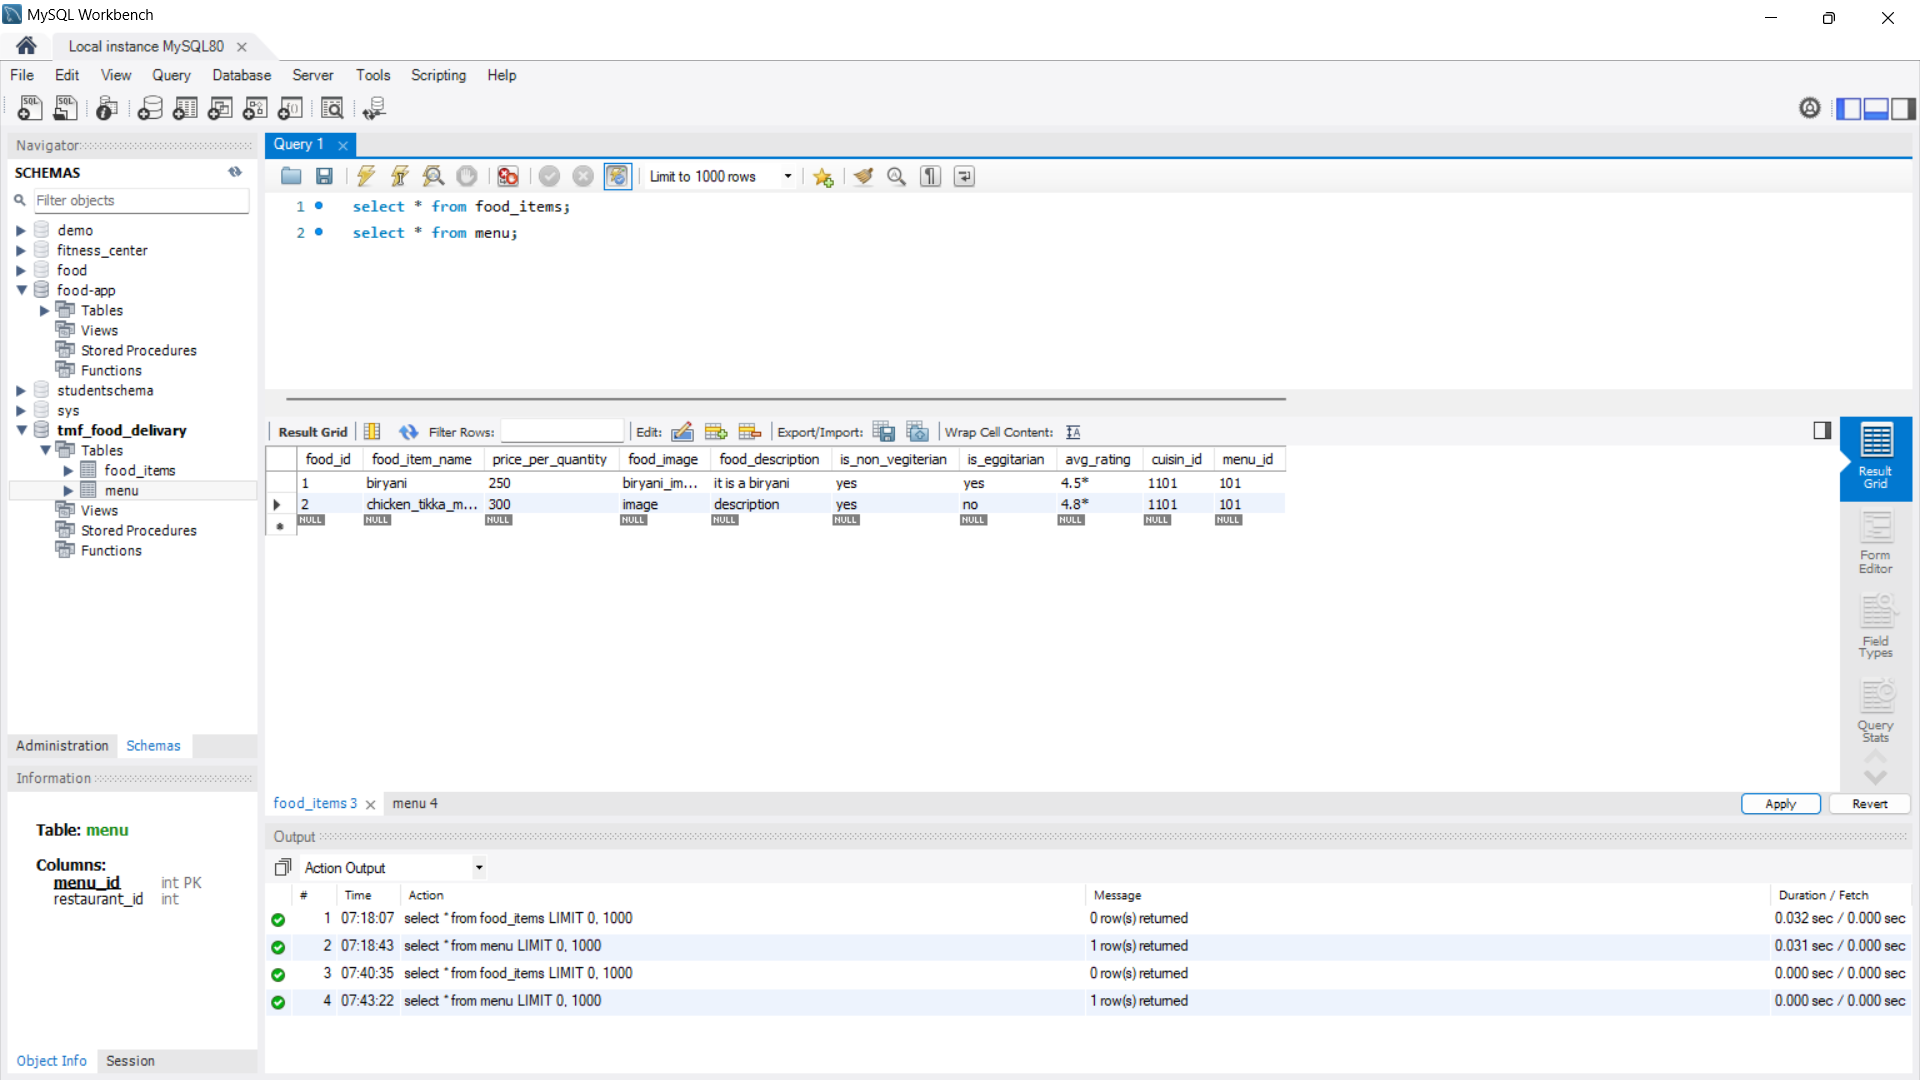 MySQL Workbench
Local instance MySQL80
File Edit View Query Database Server Tools Scripting Help
Navigator
SCHEMAS
Filter objects
demo
fitness_center
food
food-app
Tables
Views
Stored Procedures
Functions
studentschema
sys
tmf_food_delivary
Tables
food_items
menu
Views
Stored Procedures
Functions
Administration Schemas
Information
Table: menu
Columns:
menu_id int PK
restaurant_id int
Object Info Session
Query 1
Limit to 1000 rows
1 select * from food_items;
2 select * from menu;
Result Grid Filter Rows: Edit: Export/Import: Wrap Cell Content:
food_id food_item_name price_per_quantity food_image food_description is_non_vegiterian is_eggitarian avg_rating cuisin_id menu_id
1 biryani 250 biryani_im... it is a biryani yes yes 4.5* 1101 101
2 chicken_tikka_m... 300 image description yes no 4.8* 1101 101
NULL NULL NULL NULL NULL NULL NULL NULL NULL NULL
Result
Grid
Form
Editor
Field
Types
Query
Stats
food_items 3 menu 4
Apply Revert
Output
Action Output
# Time Action Message Duration / Fetch
1 07:18:07 select * from food_items LIMIT 0, 1000 0 row(s) returned 0.032 sec / 0.000 sec
2 07:18:43 select * from menu LIMIT 0, 1000 1 row(s) returned 0.031 sec / 0.000 sec
3 07:40:35 select * from food_items LIMIT 0, 1000 0 row(s) returned 0.000 sec / 0.000 sec
4 07:43:22 select * from menu LIMIT 0, 1000 1 row(s) returned 0.000 sec / 0.000 sec